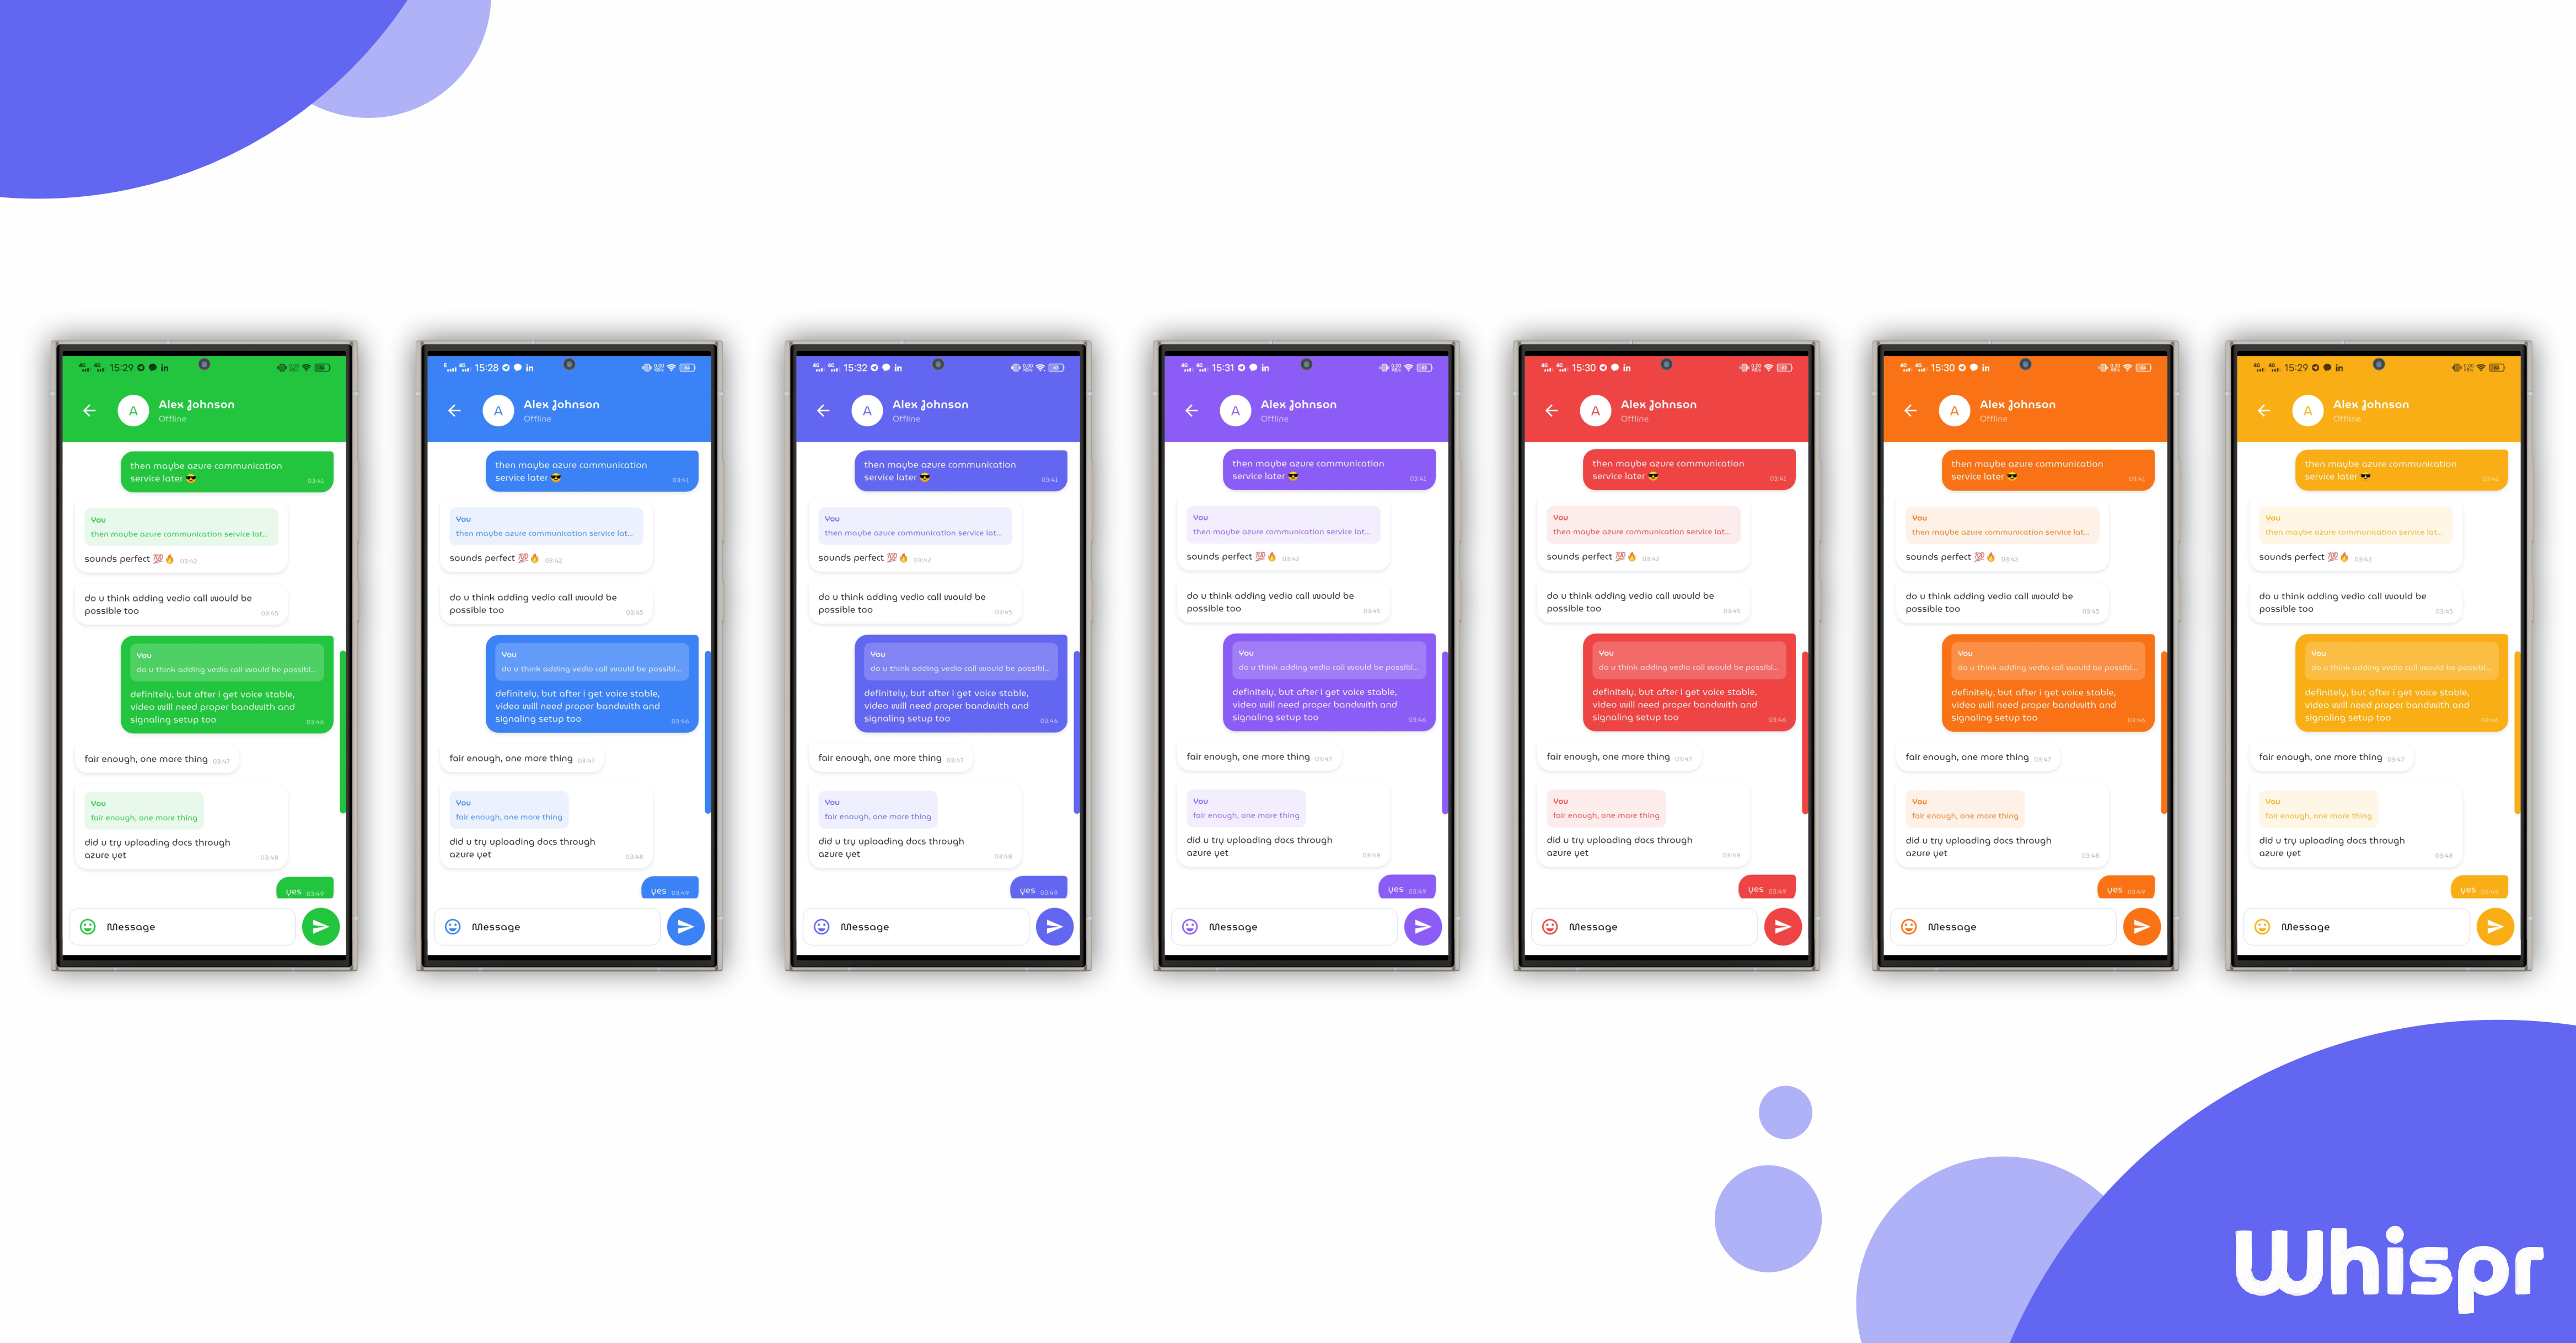 15:29
in
0.00
KB/s
Alex Johnson
Offline
then maybe azure communication
service later 😎
03:41
You
then maybe azure communication service lat...
sounds perfect 💯🔥 03:42
do u think adding vedio call would be
possible too
03:45
You
do u think adding vedio call would be possibl...
definitely, but after i get voice stable,
video will need proper bandwith and
signaling setup too
03:46
fair enough, one more thing 03:47
You
fair enough, one more thing
did u try uploading docs through
azure yet
03:48
yes 03:49
Message
15:28
in
0.00
KB/s
A
Alex Johnson
Offline
then maybe azure communication
service later 😎
03:41
You
then maybe azure communication service lat...
sounds perfect 💯🔥 03:42
do u think adding vedio call would be
possible too
03:45
You
do u think adding vedio call would be possibl...
definitely, but after i get voice stable,
video will need proper bandwith and
signaling setup too
03:46
fair enough, one more thing 03:47
You
fair enough, one more thing
did u try uploading docs through
azure yet
03:48
yes 03:49
Message
15:32
in
A
Alex Johnson
Offline
then maybe azure communication
service later 😎
03:41
You
then maybe azure communication service lat...
sounds perfect 💯🔥 03:42
do u think adding vedio call would be
possible too
03:45
You
do u think adding vedio call would be possibl...
definitely, but after i get voice stable,
video will need proper bandwith and
signaling setup too
03:46
fair enough, one more thing 03:47
You
fair enough, one more thing
did u try uploading docs through
azure yet
03:48
yes 03:49
Message
15:31
in
A
Alex Johnson
Offline
then maybe azure communication
service later 😎
03:41
You
then maybe azure communication service lat...
sounds perfect 💯🔥 03:42
do u think adding vedio call would be
possible too
03:45
You
do u think adding vedio call would be possibl...
definitely, but after i get voice stable,
video will need proper bandwith and
signaling setup too
03:46
fair enough, one more thing 03:47
You
fair enough, one more thing
did u try uploading docs through
azure yet
03:48
yes 03:49
Message
15:30
in
A
Alex Johnson
Offline
then maybe azure communication
service later 😎
03:41
You
then maybe azure communication service lat...
sounds perfect 💯🔥 03:42
do u think adding vedio call would be
possible too
03:45
You
do u think adding vedio call would be possibl...
definitely, but after i get voice stable,
video will need proper bandwith and
signaling setup too
03:46
fair enough, one more thing 03:47
You
fair enough, one more thing
did u try uploading docs through
azure yet
03:48
yes 03:49
Message
15:30
in
A
Alex Johnson
Offline
then maybe azure communication
service later 😎
03:41
You
then maybe azure communication service lat...
sounds perfect 💯🔥 03:42
do u think adding vedio call would be
possible too
03:45
You
do u think adding vedio call would be possibl...
definitely, but after i get voice stable,
video will need proper bandwith and
signaling setup too
03:46
fair enough, one more thing 03:47
You
fair enough, one more thing
did u try uploading docs through
azure yet
03:48
yes 03:49
Message
15:29
in
A
Alex Johnson
Offline
then maybe azure communication
service later 😎
03:41
You
then maybe azure communication service lat...
sounds perfect 💯🔥 03:42
do u think adding vedio call would be
possible too
03:45
You
do u think adding vedio call would be possibl...
definitely, but after i get voice stable,
video will need proper bandwith and
signaling setup too
03:46
fair enough, one more thing 03:47
You
fair enough, one more thing
did u try uploading docs through
azure yet
03:48
yes 03:49
Message
Whispr